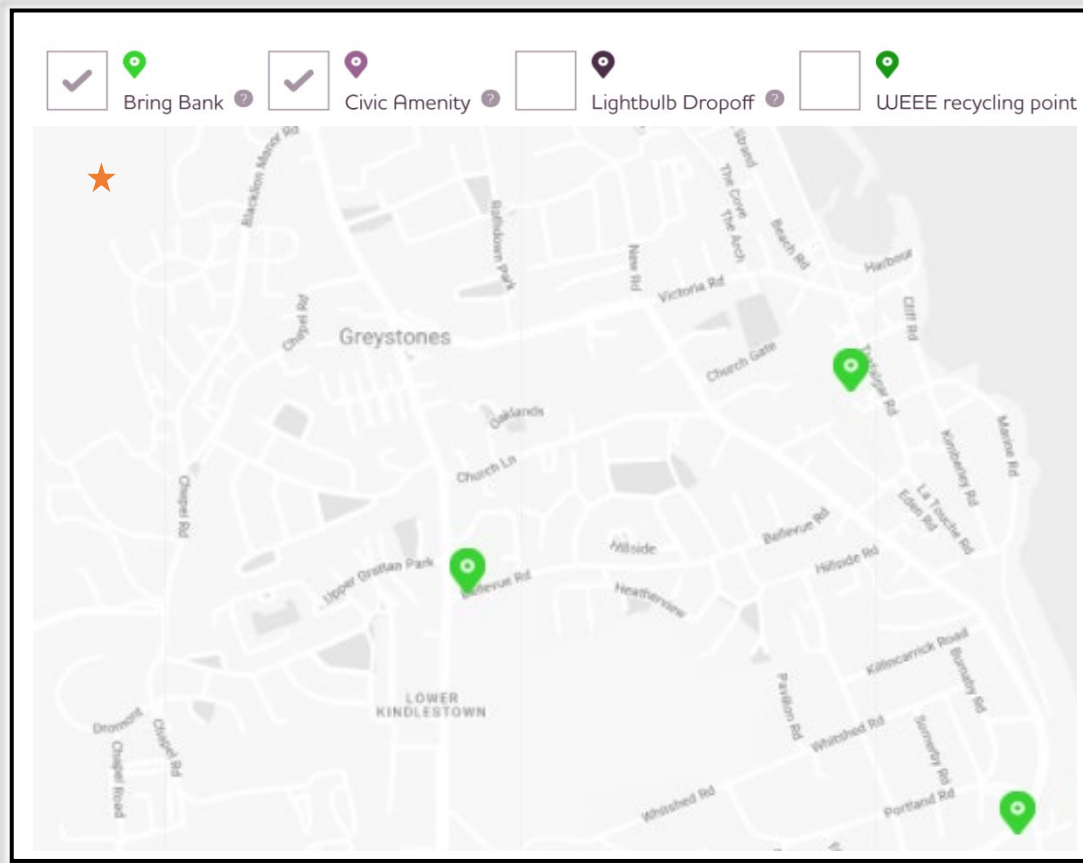 Bring Bank ?
Civic Amenity ?
Lightbulb Dropoff ?
WEEE recycling point
Blacklion Manor Rd
Strand
The Cove
The Arch
Rathdown Park
Beach Rd
New Rd
Harbour
Victoria Rd
Chapel Rd
Cliff Rd
Greystones
Church Gate
Trafalgar Rd
Oaklands
Marine Rd
Kimberley Rd
Church Ln
Chapel Rd
La Touche Rd
Eden Rd
Bellevue Rd
Hillside
Hillside Rd
Upper Grattan Park
Bellevue Rd
Heatherview
Killincarrick Road
Burnaby Rd
LOWER
KINDLESTOWN
Pavilion Rd
Dromont
Chapel Rd
Whitshed Rd
Somerby Rd
Chapel Road
Whitshed Rd
Portland Rd